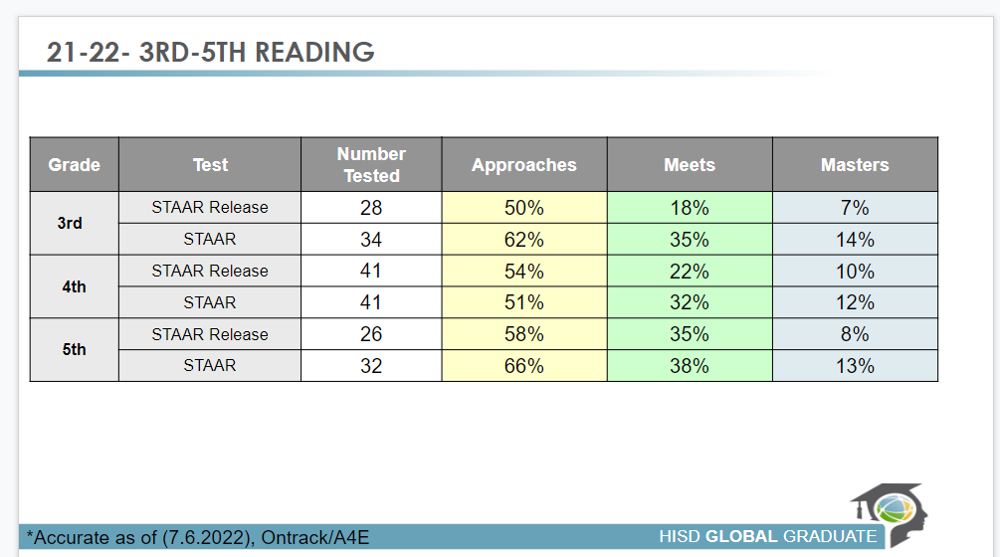 21-22- 3RD-5TH READING
Grade Test Number Tested Approaches Meets Masters
3rd STAAR Release 28 50% 18% 7%
STAAR 34 62% 35% 14%
4th STAAR Release 41 54% 22% 10%
STAAR 41 51% 32% 12%
5th STAAR Release 26 58% 35% 8%
STAAR 32 66% 38% 13%
*Accurate as of (7.6.2022), Ontrack/A4E
HISD GLOBAL GRADUATE